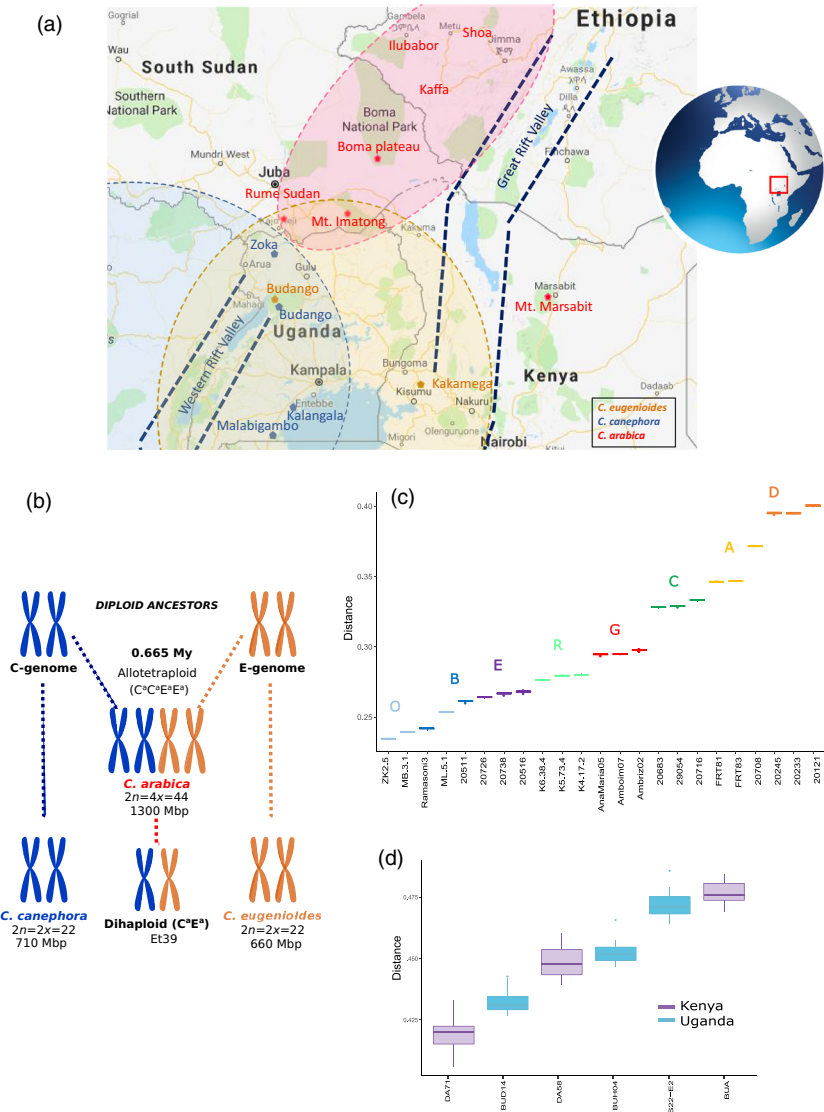 (a)
Gogrial
Gambela
Metu
Ethiopia
Shoa
Ilubabor
Jimma
Wau
South Sudan
Kaffa
Awassa
Dilla
Southern
National Park
Boma
National Park
Boma plateau
Great Rift Valley
Finchawa
Mundri West
Juba
Rume Sudan
Mt. Imatong
Kakuma
Zoka
Arua
Gulu
Marsabit
Mt. Marsabit
Budango
Mahagi
Budango
Uganda
Western Rift Valley
Bungoma
Kampala
Kakamega
Kenya
Dadaab
Entebbe
Kisumu
Nakuru
Kalangala
Malabigambo
Olenguruone
Migori
Nairobi
Kitui
C. eugenioides
C. canephora
C. arabica
(b)
DIPLOID ANCESTORS
0.665 My
C-genome
E-genome
Allotetraploid
(CᵃCᵃEᵃEᵃ)
C. arabica
2n=4x=44
1300 Mbp
C. canephora
2n=2x=22
710 Mbp
Dihaploid (CᵃEᵃ)
Et39
C. eugenioIdes
2n=2x=22
660 Mbp
(c)
Distance
0.40
0.35
0.30
0.25
O
B
E
R
G
C
A
D
ZK2.5
MB.3.1
Ramasoni3
ML.5.1
20511
20726
20738
20516
K6.38.4
K5.73.4
K4.17.2
AnaMaria05
Amboim07
Ambriz02
20683
29054
20716
FRT81
FRT83
20708
20245
20233
20121
(d)
Distance
.475
.450
.425
Kenya
Uganda
DA71
BUD14
DA58
BUH04
S22−E2
BUA